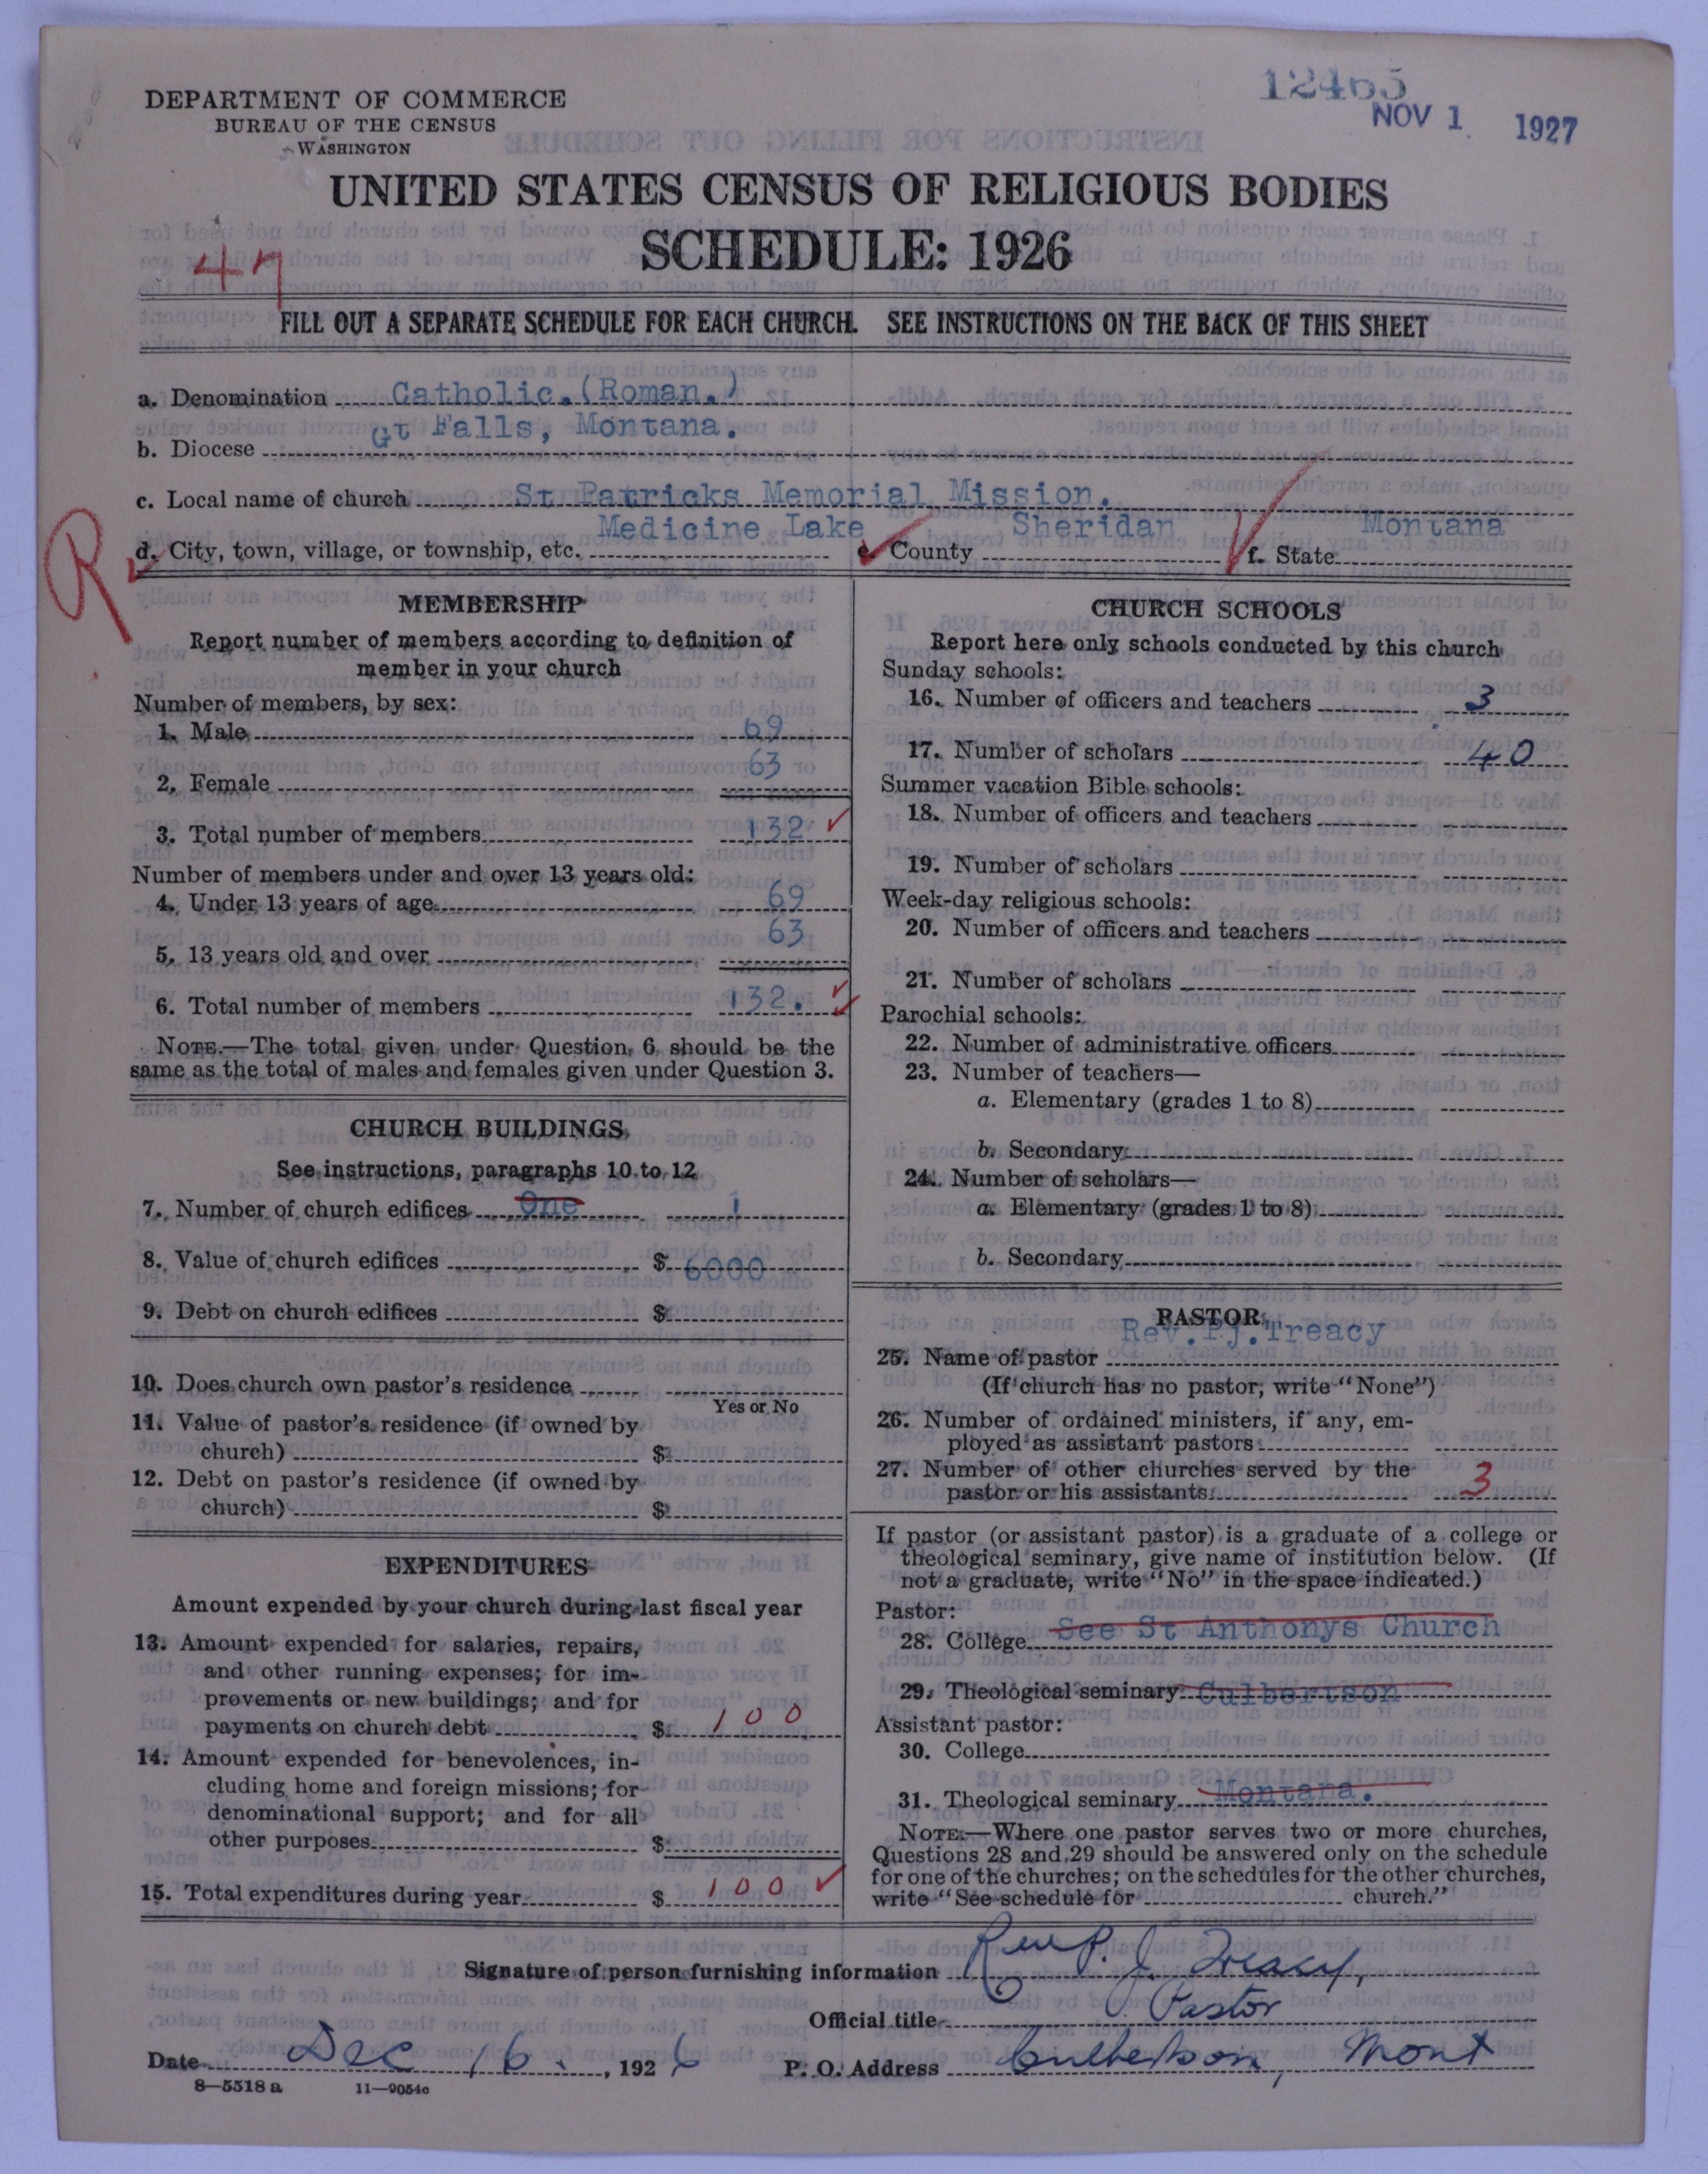 12465
NOV 1 1927
DEPARTMENT OF COMMERCE
BUREAU OF THE CENSUS
WASHINGTON
UNITED STATES CENSUS OF RELIGIOUS BODIES
SCHEDULE: 1926
47
FILL OUT A SEPARATE SCHEDULE FOR EACH CHURCH. SEE INSTRUCTIONS ON THE BACK OF THIS SHEET
a. Denomination Catholic.(Roman.)
b. Diocese Gt Falls, Montana.
c. Local name of church St Patricks Memorial Mission.
R d. City, town, village, or township, etc. Medicine Lake e. County Sheridan f. State Montana
MEMBERSHIP
Report number of members according to definition of
member in your church
Number of members, by sex:
1. Male 69
2. Female 63
3. Total number of members 132
Number of members under and over 13 years old:
4. Under 13 years of age 69
5. 13 years old and over 63
6. Total number of members 132.
NOTE.—The total given under Question 6 should be the
same as the total of males and females given under Question 3.
CHURCH BUILDINGS
See instructions, paragraphs 10 to 12
7. Number of church edifices One 1
8. Value of church edifices $ 6000
9. Debt on church edifices $
10. Does church own pastor's residence
Yes or No
11. Value of pastor's residence (if owned by
church) $
12. Debt on pastor's residence (if owned by
church) $
EXPENDITURES
Amount expended by your church during last fiscal year
13. Amount expended for salaries, repairs,
and other running expenses; for im-
provements or new buildings; and for
payments on church debt $ 100
14. Amount expended for benevolences, in-
cluding home and foreign missions; for
denominational support; and for all
other purposes $
15. Total expenditures during year $ 100
CHURCH SCHOOLS
Report here only schools conducted by this church
Sunday schools:
16. Number of officers and teachers 3
17. Number of scholars 40
Summer vacation Bible schools:
18. Number of officers and teachers
19. Number of scholars
Week-day religious schools:
20. Number of officers and teachers
21. Number of scholars
Parochial schools:
22. Number of administrative officers
23. Number of teachers—
a. Elementary (grades 1 to 8)
b. Secondary
24. Number of scholars—
a. Elementary (grades 1 to 8)
b. Secondary
PASTOR
25. Name of pastor Rev.PJ.Treacy
(If church has no pastor, write "None")
26. Number of ordained ministers, if any, em-
ployed as assistant pastors
27. Number of other churches served by the
pastor or his assistants 3
If pastor (or assistant pastor) is a graduate of a college or
theological seminary, give name of institution below. (If
not a graduate, write "No" in the space indicated.)
Pastor:
28. College See St Anthonys Church
29. Theological seminary Culbertson
Assistant pastor:
30. College
31. Theological seminary Montana.
NOTE.—Where one pastor serves two or more churches,
Questions 28 and 29 should be answered only on the schedule
for one of the churches; on the schedules for the other churches,
write "See schedule for church."
Signature of person furnishing information Rev P. J. Treacy,
Official title Pastor
Date Dec 16. , 1926 P. O. Address Culbertson, Mont
8—5518 a 11—9054c